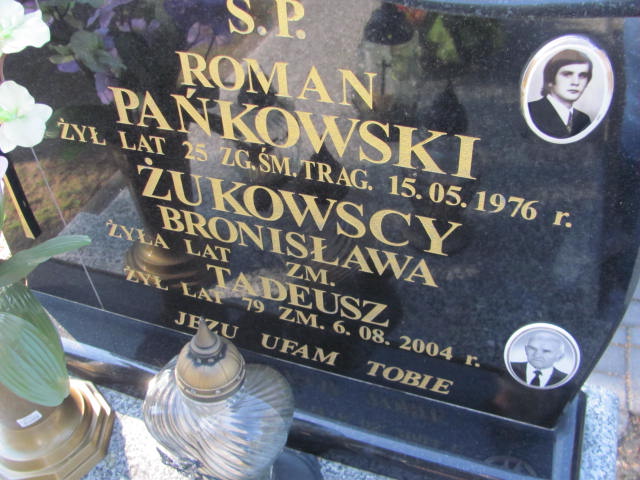 Ś.P.
ROMAN
PAŃKOWSKI
ŻYŁ LAT 25 ZG.ŚM.TRAG. 15.05.1976 r.
ŻUKOWSCY
BRONISŁAWA
ŻYŁA LAT ZM.
TADEUSZ
ŻYŁ LAT 79 ZM. 6.08.2004 r.
JEZU UFAM TOBIE